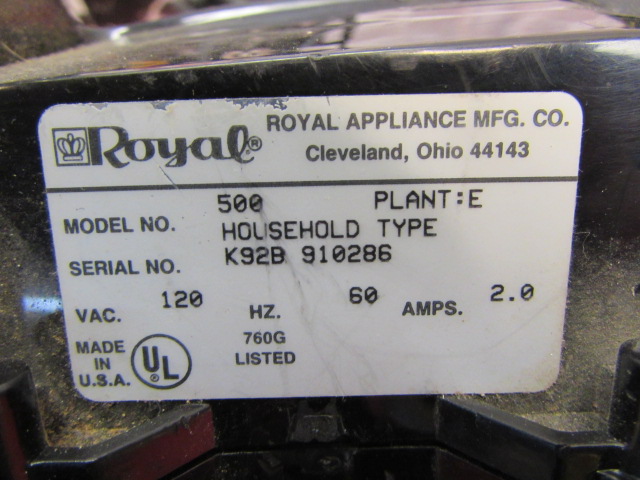 Royal® ROYAL APPLIANCE MFG. CO.
Cleveland, Ohio 44143
500 PLANT:E
MODEL NO. HOUSEHOLD TYPE
SERIAL NO. K92B 910286
VAC. 120 HZ. 60 AMPS. 2.0
MADE IN U.S.A. UL® 760G
LISTED